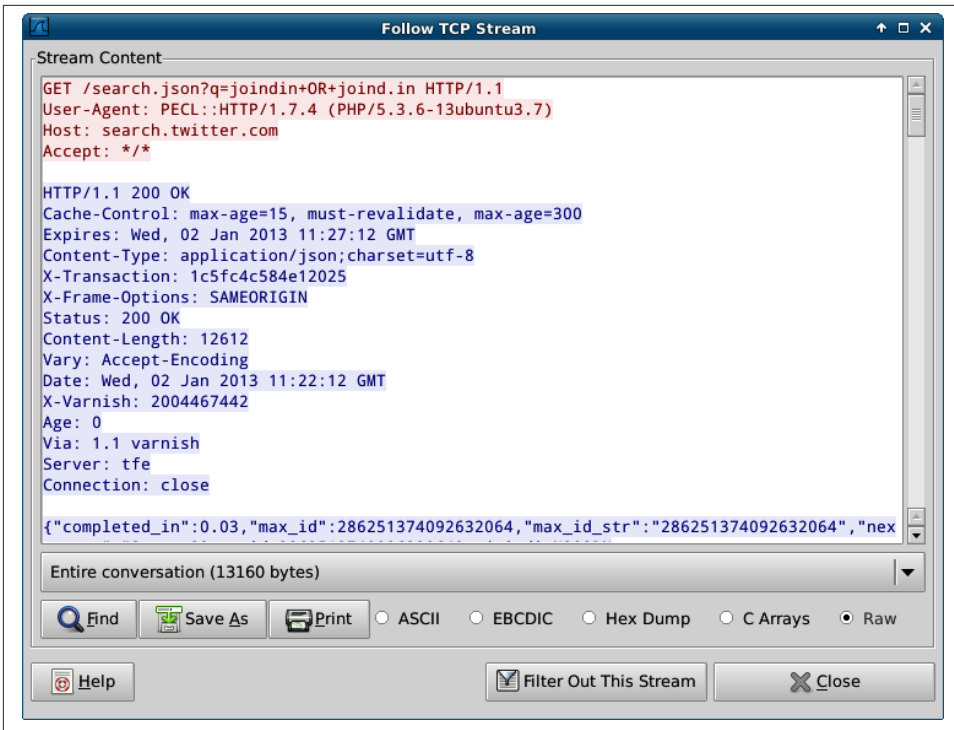 Follow TCP Stream
Stream Content
GET /search.json?q=joindin+OR+joind.in HTTP/1.1
User-Agent: PECL::HTTP/1.7.4 (PHP/5.3.6-13ubuntu3.7)
Host: search.twitter.com
Accept: */*
HTTP/1.1 200 OK
Cache-Control: max-age=15, must-revalidate, max-age=300
Expires: Wed, 02 Jan 2013 11:27:12 GMT
Content-Type: application/json;charset=utf-8
X-Transaction: 1c5fc4c584e12025
X-Frame-Options: SAMEORIGIN
Status: 200 OK
Content-Length: 12612
Vary: Accept-Encoding
Date: Wed, 02 Jan 2013 11:22:12 GMT
X-Varnish: 2004467442
Age: 0
Via: 1.1 varnish
Server: tfe
Connection: close
{"completed_in":0.03,"max_id":286251374092632064,"max_id_str":"286251374092632064","nex
Entire conversation (13160 bytes)
Find Save As Print ASCII EBCDIC Hex Dump C Arrays Raw
Help Filter Out This Stream Close